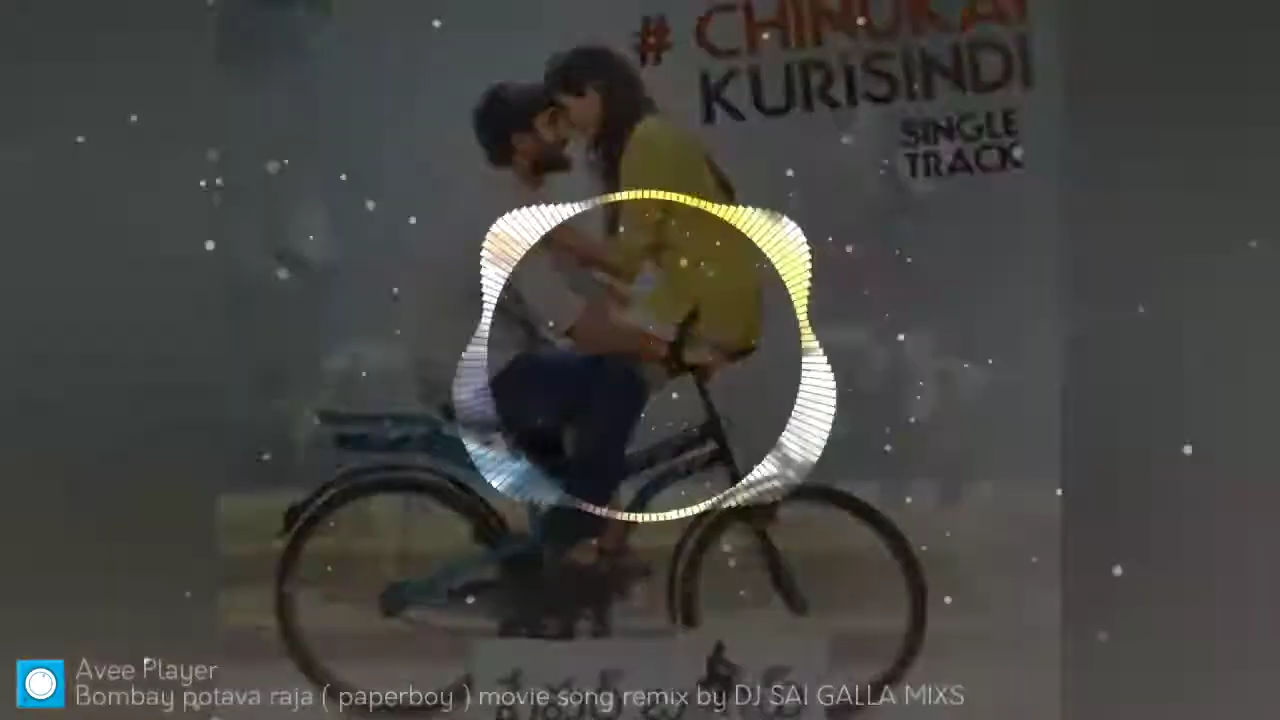 # CHINUKAI
KURISINDI
SINGLE
TRACK
Avee Player
Bombay potava raja ( paperboy ) movie song remix by DJ SAI GALLA MIXS